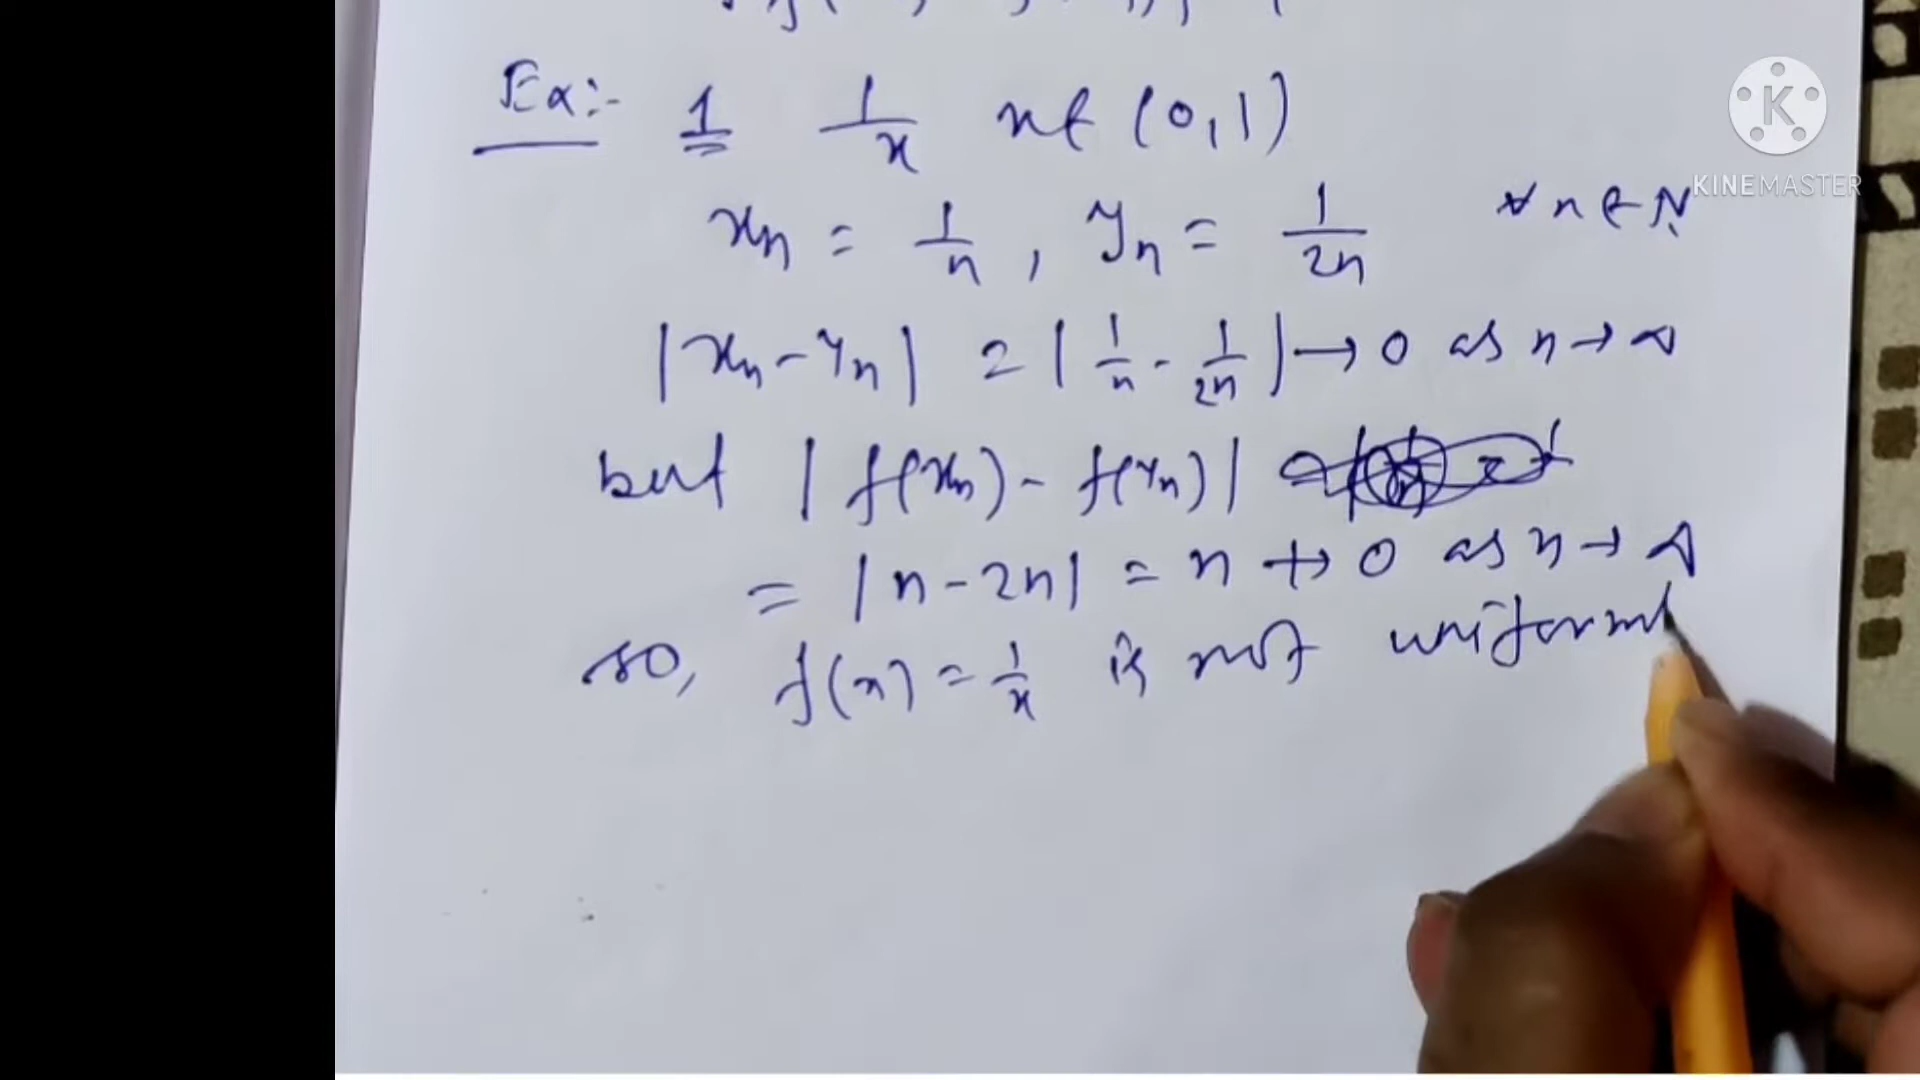 Ex:- 1 1/x x ∈ (0,1)
xn = 1/n , yn = 1/2n ∀ n ∈ N
|xn - yn| = |1/n - 1/2n| → 0 as n → ∞
but |f(xn) - f(yn)|
= |n - 2n| = n ↛ 0 as n → ∞
so, f(x) = 1/x is not uniforml
K
KINEMASTER